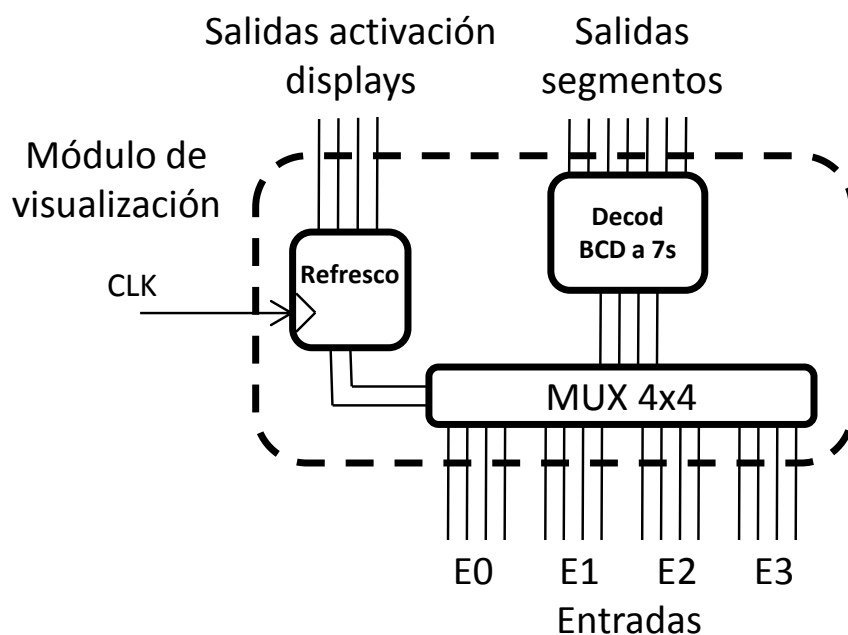 Salidas activación
displays
Salidas
segmentos
Módulo de
visualización
Decod
BCD a 7s
Refresco
CLK
MUX 4x4
E0
E1
E2
E3
Entradas